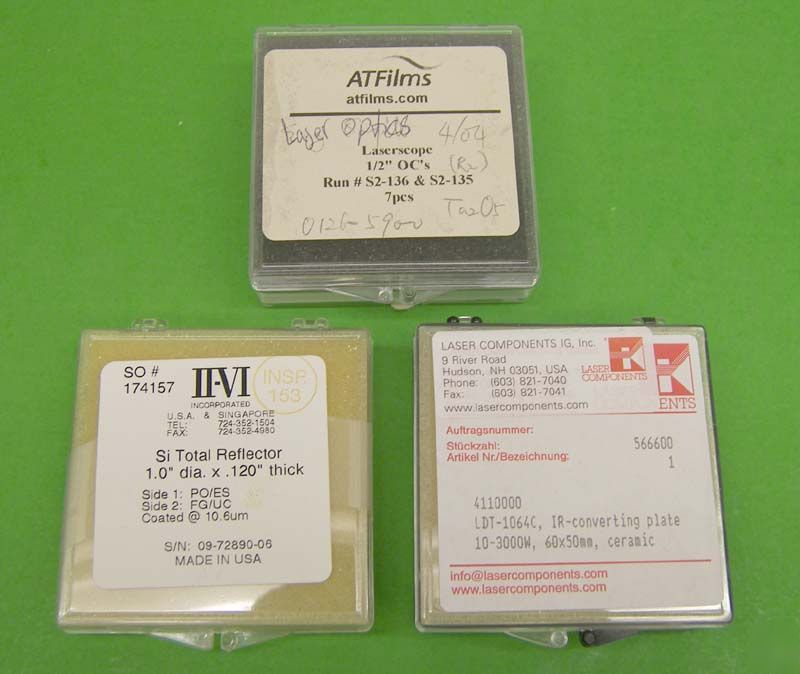 ATFilms
atfilms.com
Laser Optics 4/04
Laserscope
1/2" OC's (R2)
Run # S2-136 & S2-135
7pcs
Ta2O5
0126-5900
SO #
174157
II-VI
INCORPORATED
INSP.
153
U.S.A. & SINGAPORE
TEL: 724-352-1504
FAX: 724-352-4980
Si Total Reflector
1.0" dia. x .120" thick
Side 1: PO/ES
Side 2: FG/UC
Coated @ 10.6um
S/N: 09-72890-06
MADE IN USA
LASER COMPONENTS IG, Inc.
9 River Road
Hudson, NH 03051, USA
Phone: (603) 821-7040
Fax: (603) 821-7041
www.lasercomponents.com
LASER
COMPONENTS
ENTS
Auftragsnummer:
Stückzahl: 566600
Artikel Nr./Bezeichnung: 1
4110000
LDT-1064C, IR-converting plate
10-3000W, 60x50mm, ceramic
info@lasercomponents.com
www.lasercomponents.com